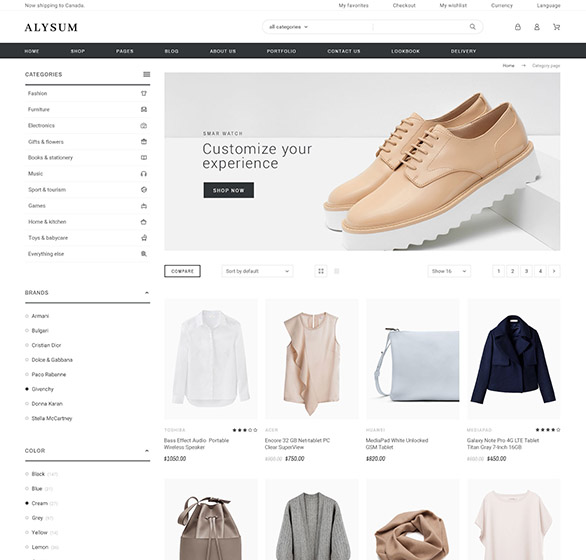 Now shipping to Canada.
My favorites
Checkout
My wishlist
Currency
Language
ALYSUM
all categories
HOME
SHOP
PAGES
BLOG
ABOUT US
PORTFOLIO
CONTACT US
LOOKBOOK
DELIVERY
Home → Category page
CATEGORIES
Fashion
Furniture
Electronics
Gifts & flowers
Books & stationery
Music
Sport & tourism
Games
Home & kitchen
Toys & babycare
Everything else
SMAR WATCH
Customize your
experience
SHOP NOW
COMPARE
Sort by default
Show 16
1 2 3 4 >
BRANDS
Armani
Bulgari
Cristian Dior
Dolce & Gabbana
Paco Rabanne
Givenchy
Donna Karan
Stella McCartney
TOSHIBA
Bass Effect Audio Portable
Wireless Speaker
$1050.00
ACER
Encore 32 GB Net-tablet PC
Clear SuperView
$750.00
HUAWEI
MediaPad White Unlocked
GSM Tablet
$820.00
MEDIAPAD
Galaxy Note Pro 4G LTE Tablet
Titan Gray 7-Inch 16GB
$450.00
COLOR
Black
Blue
Cream
Grey
Yellow
Lemon